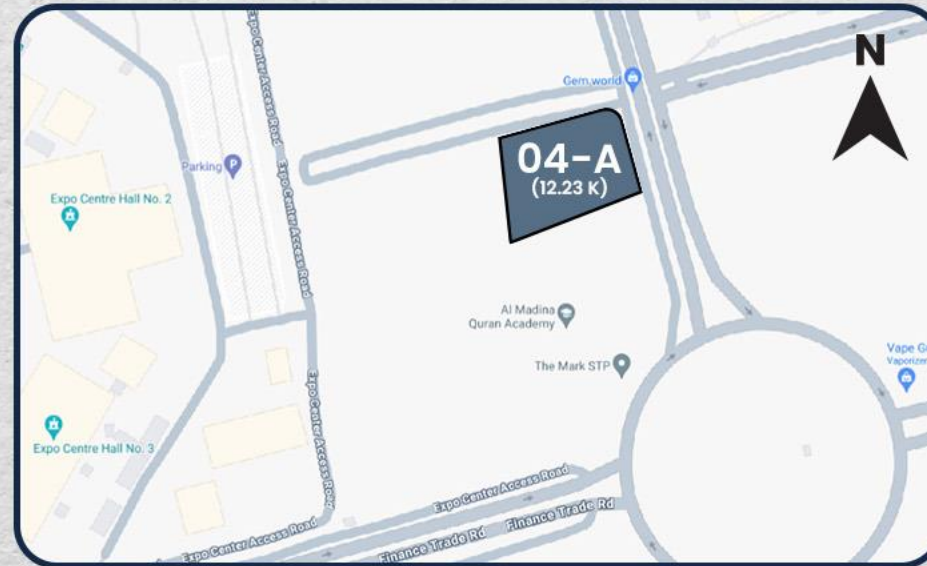 N
Expo Center Access Road
Gem.world
04-A
(12.23 K)
Parking P
Expo Center Access Road
Expo Centre Hall No. 2
Al Madina
Quran Academy
The Mark STP
Vape G
Vaporizer
Expo Center Access Road
Expo Centre Hall No. 3
Expo Center Access Road
Expo Center Access Road
Finance Trade Rd
Finance Trade Rd